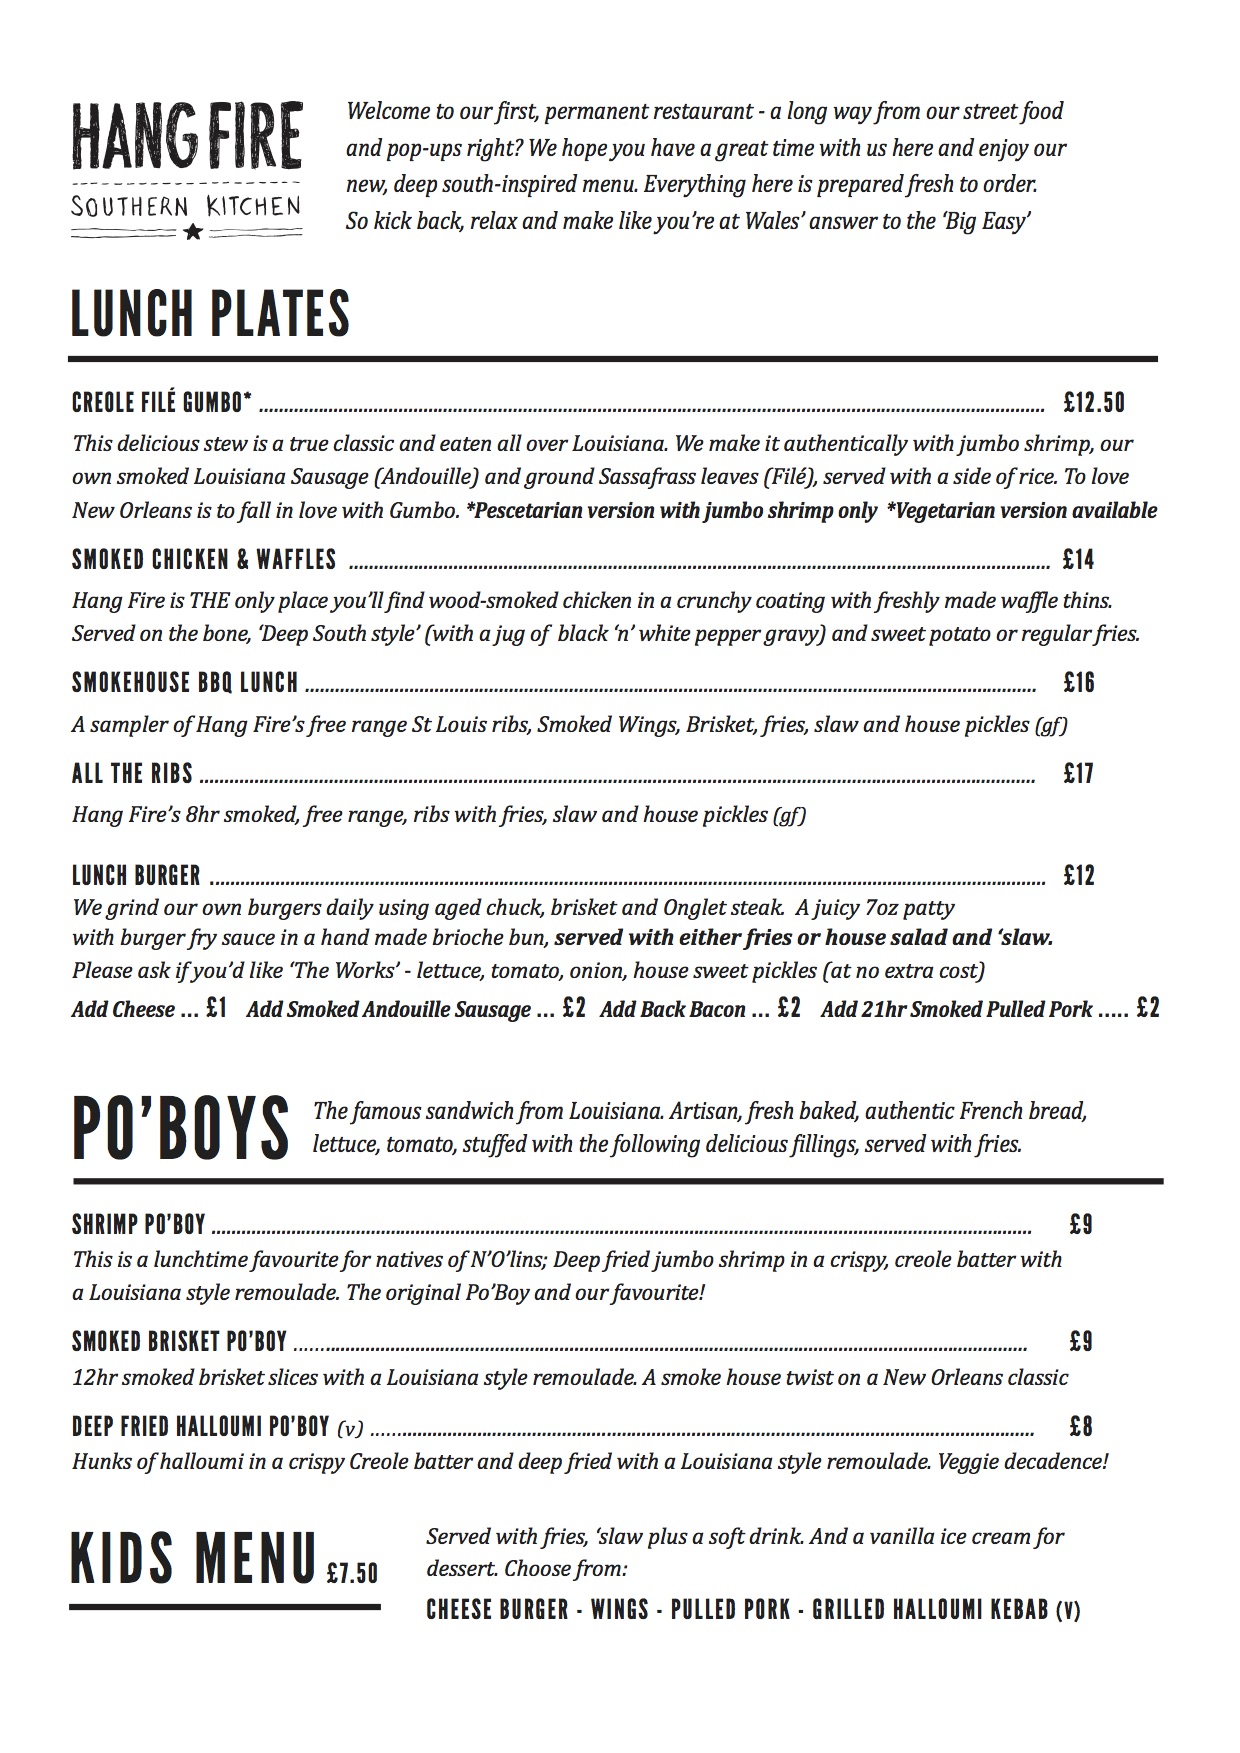 HANG FIRE
SOUTHERN KITCHEN
Welcome to our first, permanent restaurant - a long way from our street food
and pop-ups right? We hope you have a great time with us here and enjoy our
new, deep south-inspired menu. Everything here is prepared fresh to order.
So kick back, relax and make like you're at Wales' answer to the 'Big Easy'
LUNCH PLATES
CREOLE FILÉ GUMBO* ........ £12.50
This delicious stew is a true classic and eaten all over Louisiana. We make it authentically with jumbo shrimp, our
own smoked Louisiana Sausage (Andouille) and ground Sassafrass leaves (Filé), served with a side of rice. To love
New Orleans is to fall in love with Gumbo. *Pescetarian version with jumbo shrimp only *Vegetarian version available
SMOKED CHICKEN & WAFFLES ........ £14
Hang Fire is THE only place you'll find wood-smoked chicken in a crunchy coating with freshly made waffle thins.
Served on the bone, 'Deep South style' (with a jug of black 'n' white pepper gravy) and sweet potato or regular fries.
SMOKEHOUSE BBQ LUNCH ........ £16
A sampler of Hang Fire's free range St Louis ribs, Smoked Wings, Brisket, fries, slaw and house pickles (gf)
ALL THE RIBS ........ £17
Hang Fire's 8hr smoked, free range, ribs with fries, slaw and house pickles (gf)
LUNCH BURGER ........ £12
We grind our own burgers daily using aged chuck, brisket and Onglet steak. A juicy 7oz patty
with burger fry sauce in a hand made brioche bun, served with either fries or house salad and 'slaw.
Please ask if you'd like 'The Works' - lettuce, tomato, onion, house sweet pickles (at no extra cost)
Add Cheese ... £1 Add Smoked Andouille Sausage ... £2 Add Back Bacon ... £2 Add 21hr Smoked Pulled Pork ..... £2
PO'BOYS
The famous sandwich from Louisiana. Artisan, fresh baked, authentic French bread,
lettuce, tomato, stuffed with the following delicious fillings, served with fries.
SHRIMP PO'BOY ........ £9
This is a lunchtime favourite for natives of N'O'lins; Deep fried jumbo shrimp in a crispy, creole batter with
a Louisiana style remoulade. The original Po'Boy and our favourite!
SMOKED BRISKET PO'BOY ........ £9
12hr smoked brisket slices with a Louisiana style remoulade. A smoke house twist on a New Orleans classic
DEEP FRIED HALLOUMI PO'BOY (v) ........ £8
Hunks of halloumi in a crispy Creole batter and deep fried with a Louisiana style remoulade. Veggie decadence!
KIDS MENU £7.50
Served with fries, 'slaw plus a soft drink. And a vanilla ice cream for
dessert. Choose from:
CHEESE BURGER - WINGS - PULLED PORK - GRILLED HALLOUMI KEBAB (V)